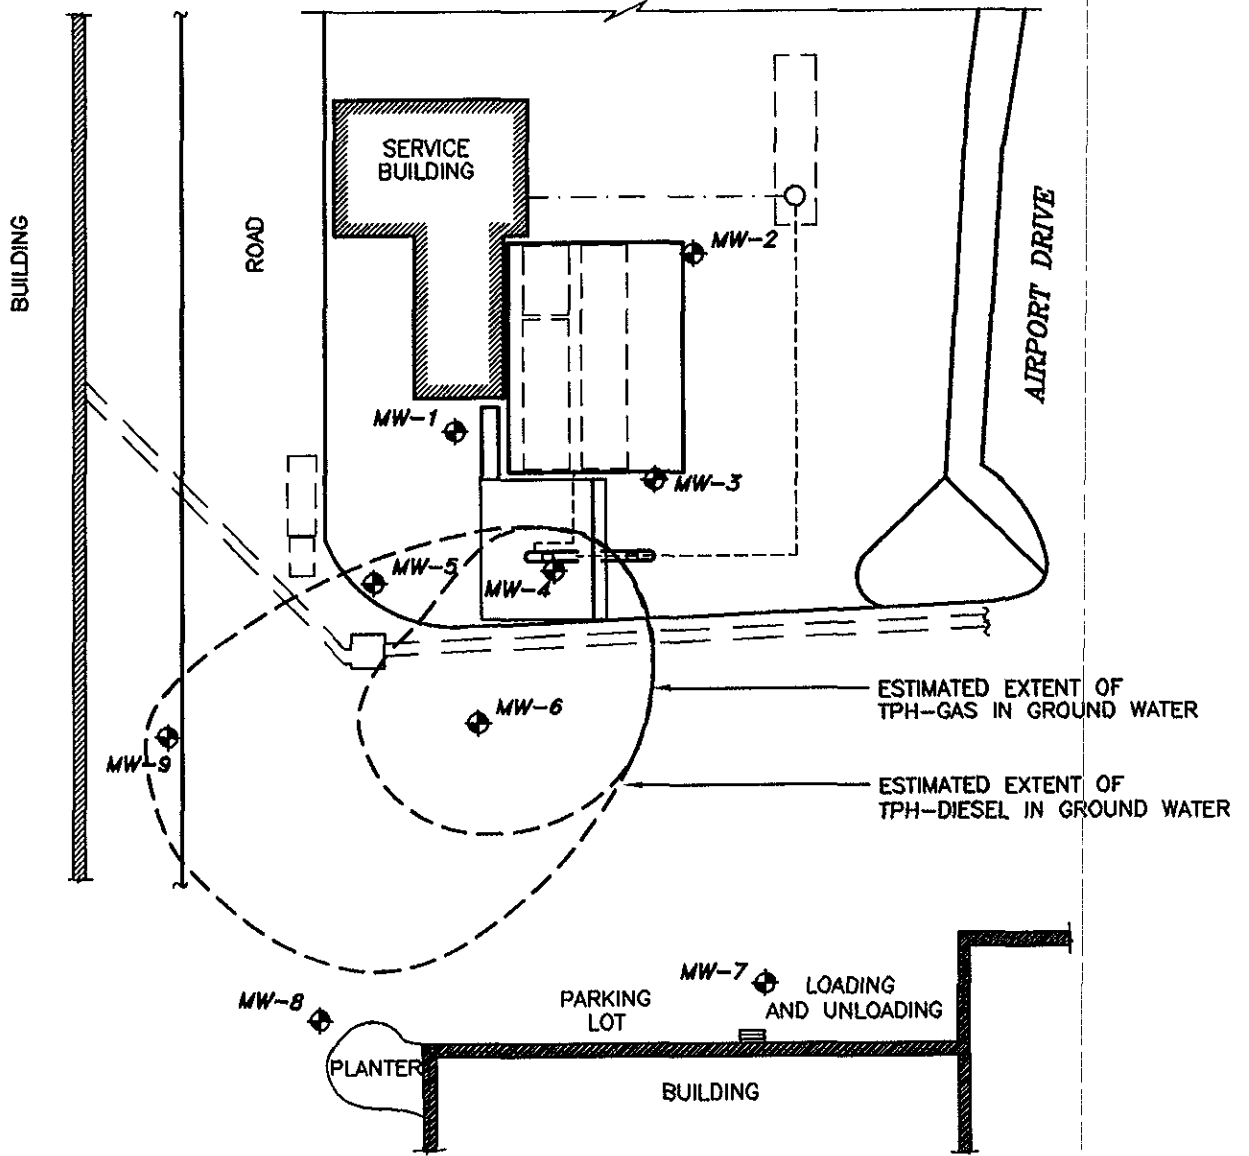 SERVICE
BUILDING
BUILDING
ROAD
MW-2
AIRPORT DRIVE
MW-1
MW-3
MW-5
MW-4
ESTIMATED EXTENT OF
TPH-GAS IN GROUND WATER
MW-6
MW-9
ESTIMATED EXTENT OF
TPH-DIESEL IN GROUND WATER
MW-7
LOADING
AND UNLOADING
MW-8
PARKING
LOT
PLANTER
BUILDING